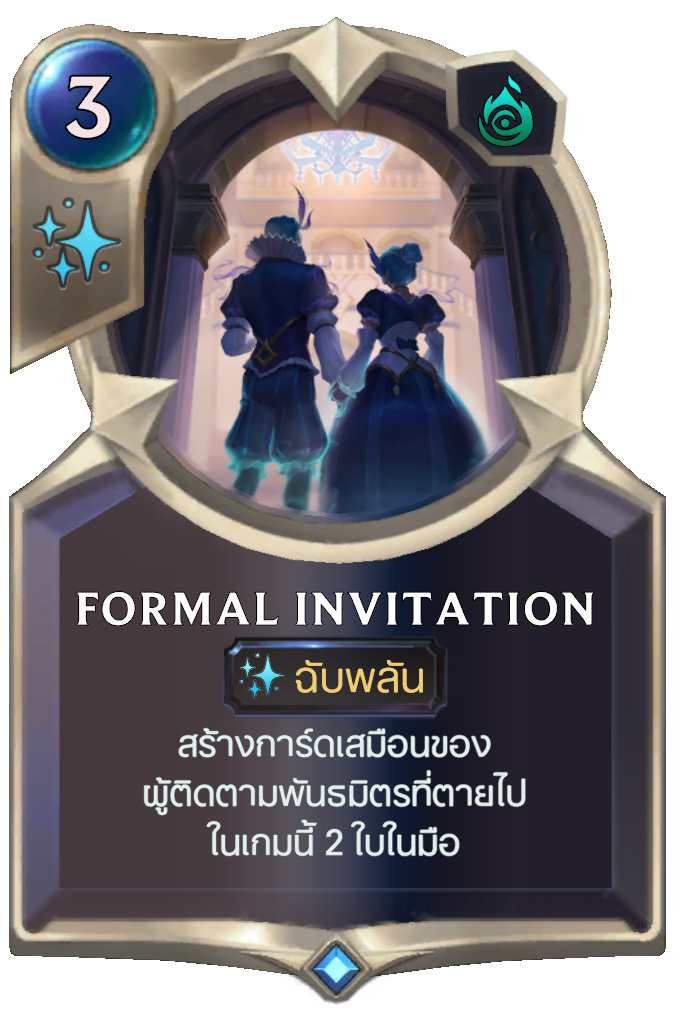 3
FORMAL INVITATION
ฉับพลัน
สร้างการ์ดเสมือนของ
ผู้ติดตามพันธมิตรที่ตายไป
ในเกมนี้ 2 ใบในมือ